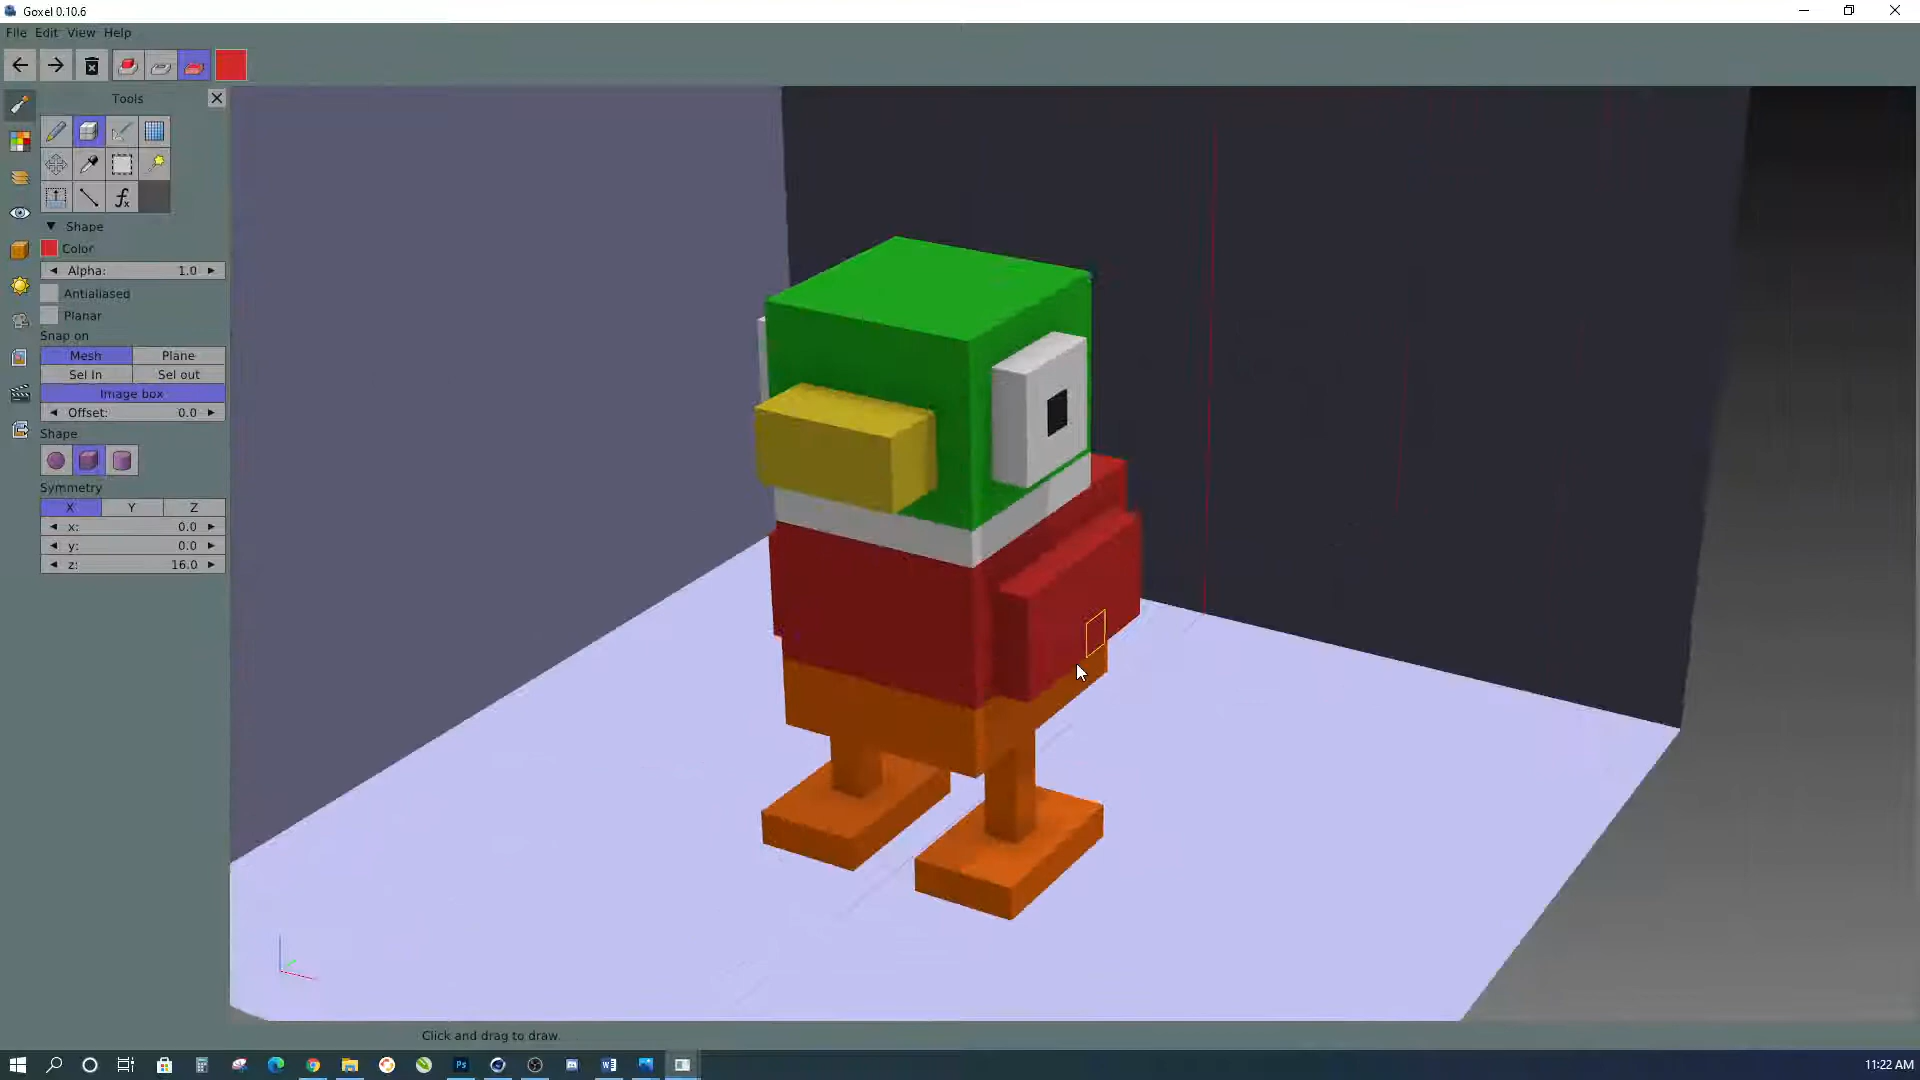 Goxel 0.10.6
File Edit View Help
Tools
Shape
Color
Alpha: 1.0
Antialiased
Planar
Snap on
Mesh Plane
Sel In Sel out
Image box
Offset: 0.0
Shape
Symmetry
X Y Z
x: 0.0
y: 0.0
z: 16.0
Click and drag to draw.
11:22 AM